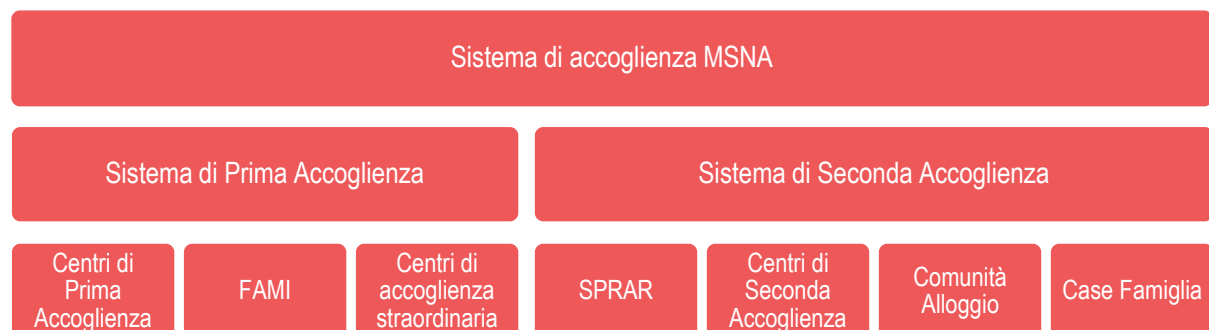 Sistema di accoglienza MSNA
Sistema di Prima Accoglienza
Sistema di Seconda Accoglienza
Centri di
Prima
Accoglienza
FAMI
Centri di
accoglienza
straordinaria
SPRAR
Centri di
Seconda
Accoglienza
Comunità
Alloggio
Case Famiglia